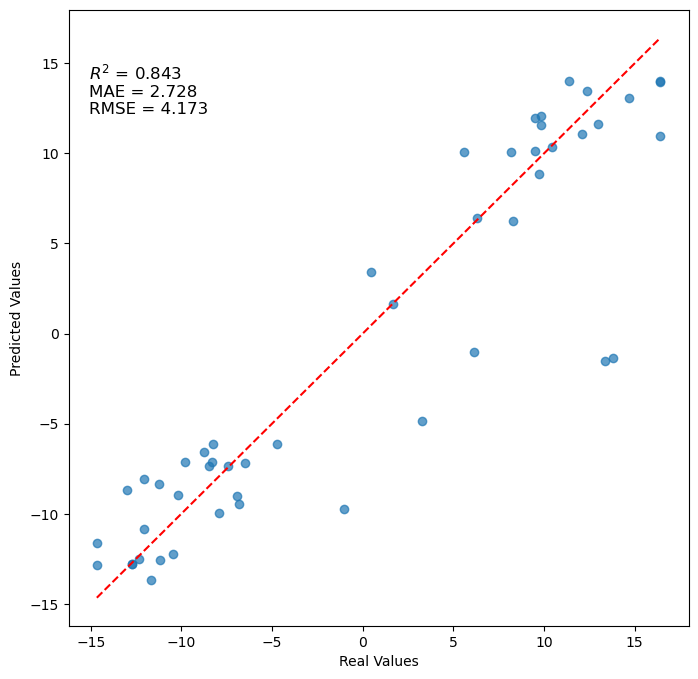 R² = 0.843
MAE = 2.728
RMSE = 4.173
15
10
5
0
−5
−10
−15
Predicted Values
−15 −10 −5 0 5 10 15
Real Values